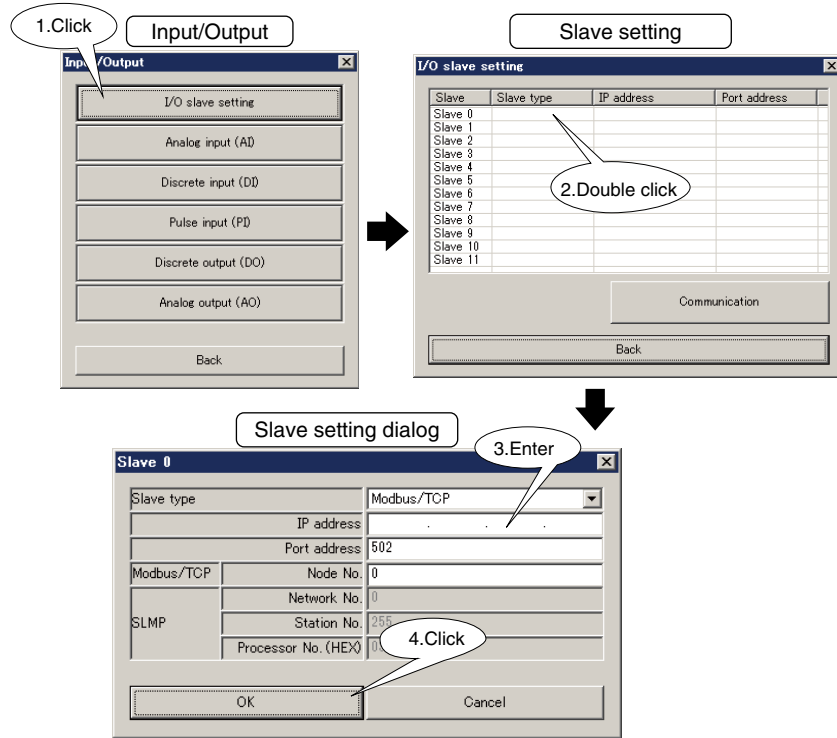 1.Click
Input/Output
Slave setting
Input/Output
I/O slave setting
Analog input (AI)
Discrete input (DI)
Pulse input (PI)
Discrete output (DO)
Analog output (AO)
Back
I/O slave setting
Slave Slave type IP address Port address
Slave 0
Slave 1
Slave 2
Slave 3
Slave 4
Slave 5
Slave 6
Slave 7
Slave 8
Slave 9
Slave 10
Slave 11
2.Double click
Communication
Back
Slave setting dialog
3.Enter
Slave 0
Slave type Modbus/TCP
IP address . . .
Port address 502
Modbus/TCP Node No. 0
Network No. 0
SLMP Station No. 255
Processor No.(HEX)
4.Click
OK Cancel